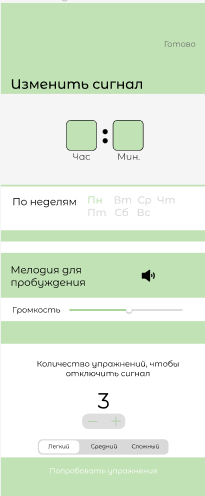 Готово
Изменить сигнал
:
Час Мин.
По неделям Пн Вт Ср Чт
Пт Сб Вс
Мелодия для
пробуждения
Громкость
Количество упражнений, чтобы
отключить сигнал
3
— +
Легкий Средний Сложный
Попробовать упражнения